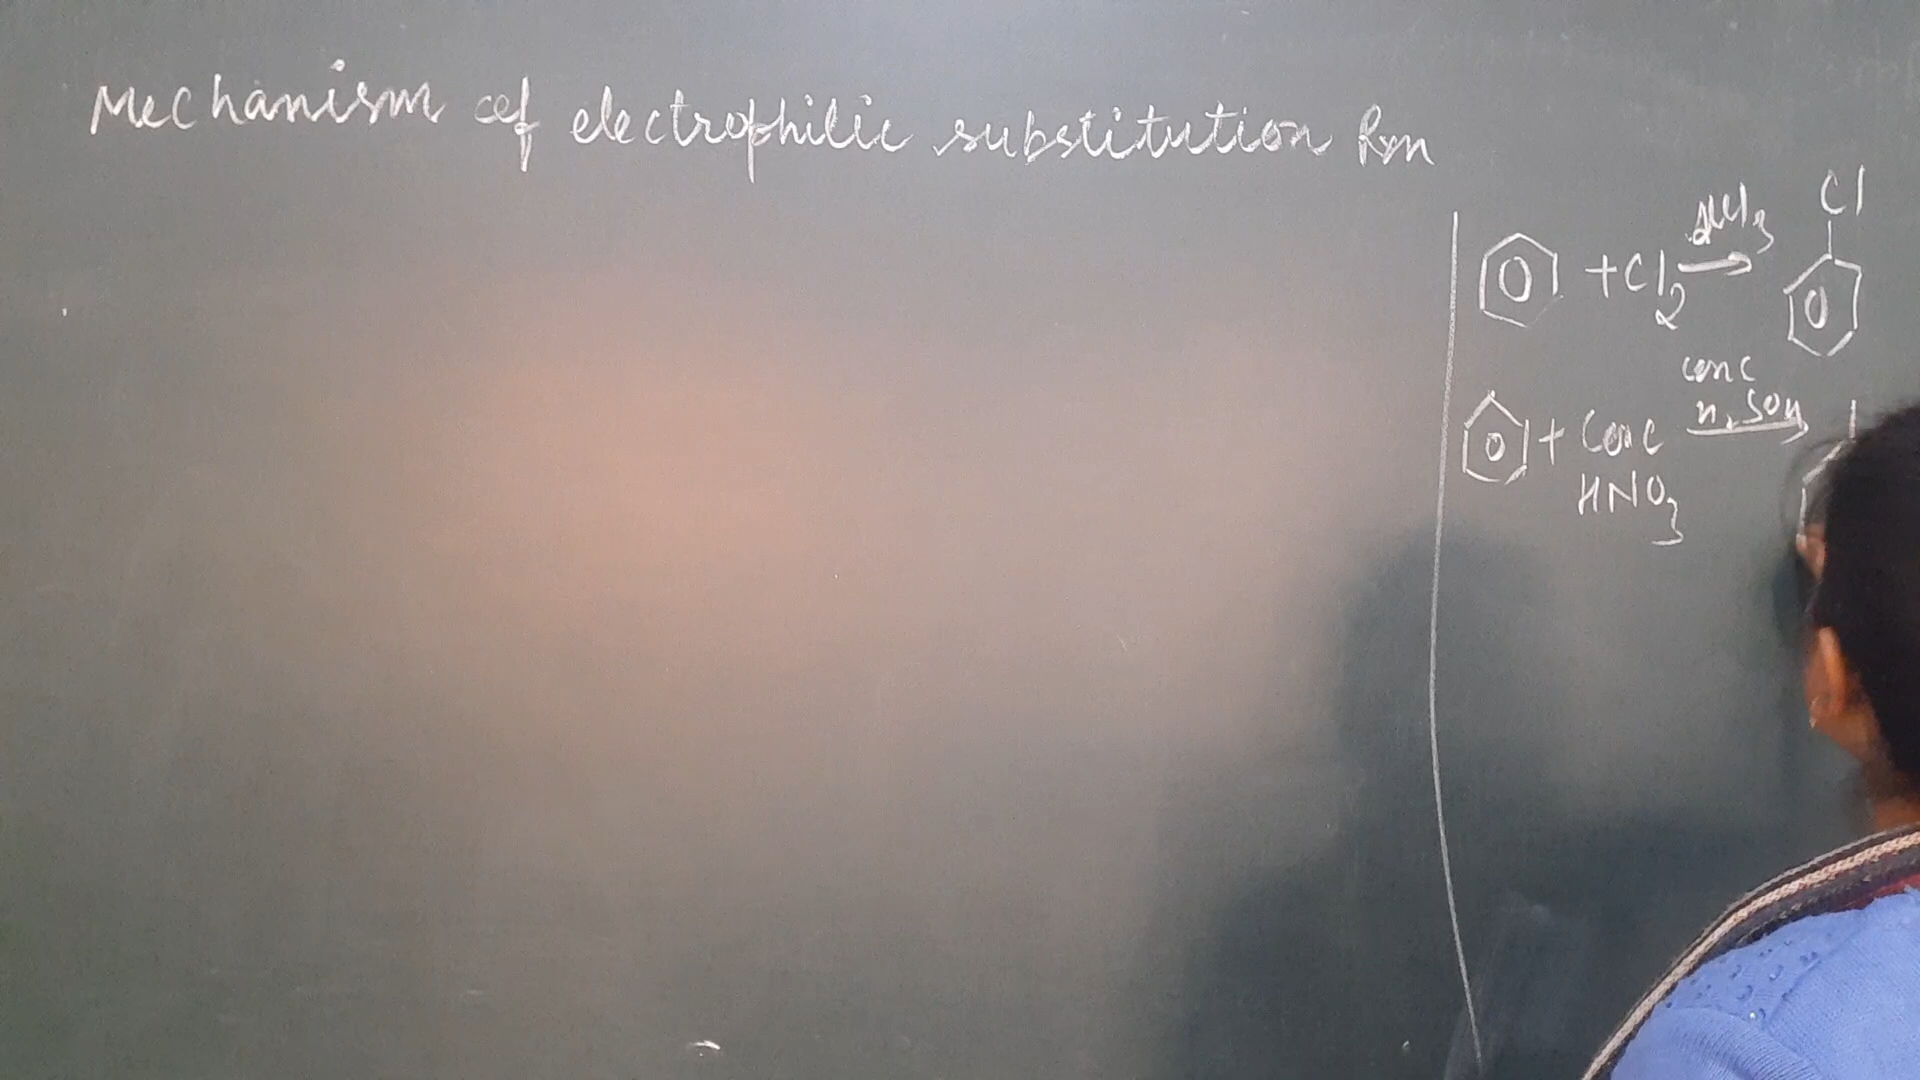 Mechanism of electrophilic substitution Rxn
+ Cl2 AlCl3 → Cl
+ Conc HNO3 conc H2SO4 →